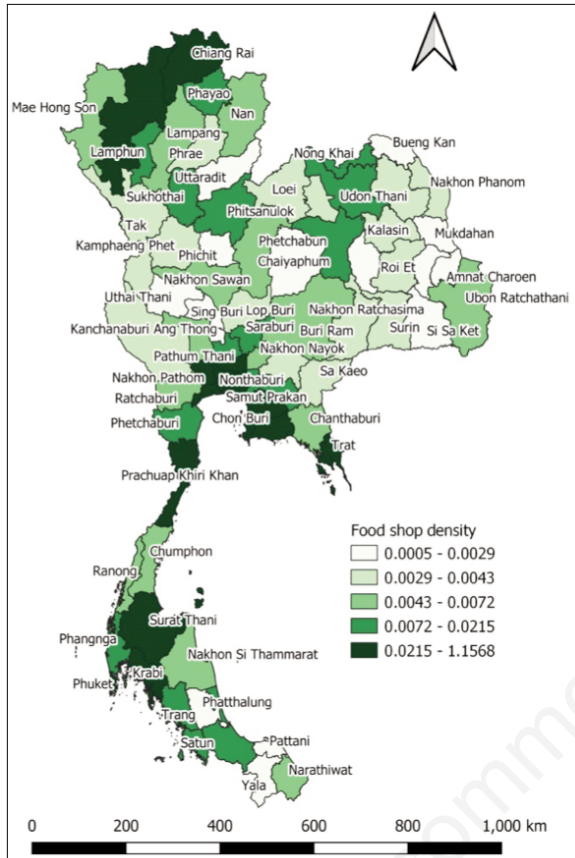 Chiang Rai
Phayao
Mae Hong Son
Nan
Lampang
Lamphun
Phrae
Uttaradit
Nong Khai
Bueng Kan
Sukhothai
Loei
Udon Thani
Nakhon Phanom
Tak
Phitsanulok
Kamphaeng Phet
Phetchabun
Kalasin
Mukdahan
Phichit
Chaiyaphum
Roi Et
Amnat Charoen
Nakhon Sawan
Ubon Ratchathani
Uthai Thani
Sing Buri
Lop Buri
Nakhon Ratchasima
Kanchanaburi
Ang Thong
Saraburi
Buri Ram
Surin
Si Sa Ket
Pathum Thani
Nakhon Nayok
Nakhon Pathom
Nonthaburi
Sa Kaeo
Ratchaburi
Samut Prakan
Phetchaburi
Chon Buri
Chanthaburi
Trat
Prachuap Khiri Khan
Food shop density
0.0005 - 0.0029
0.0029 - 0.0043
0.0043 - 0.0072
0.0072 - 0.0215
0.0215 - 1.1568
Chumphon
Ranong
Surat Thani
Phangnga
Nakhon Si Thammarat
Phuket
Krabi
Phatthalung
Trang
Satun
Pattani
Narathiwat
Yala
0 200 400 600 800 1,000 km